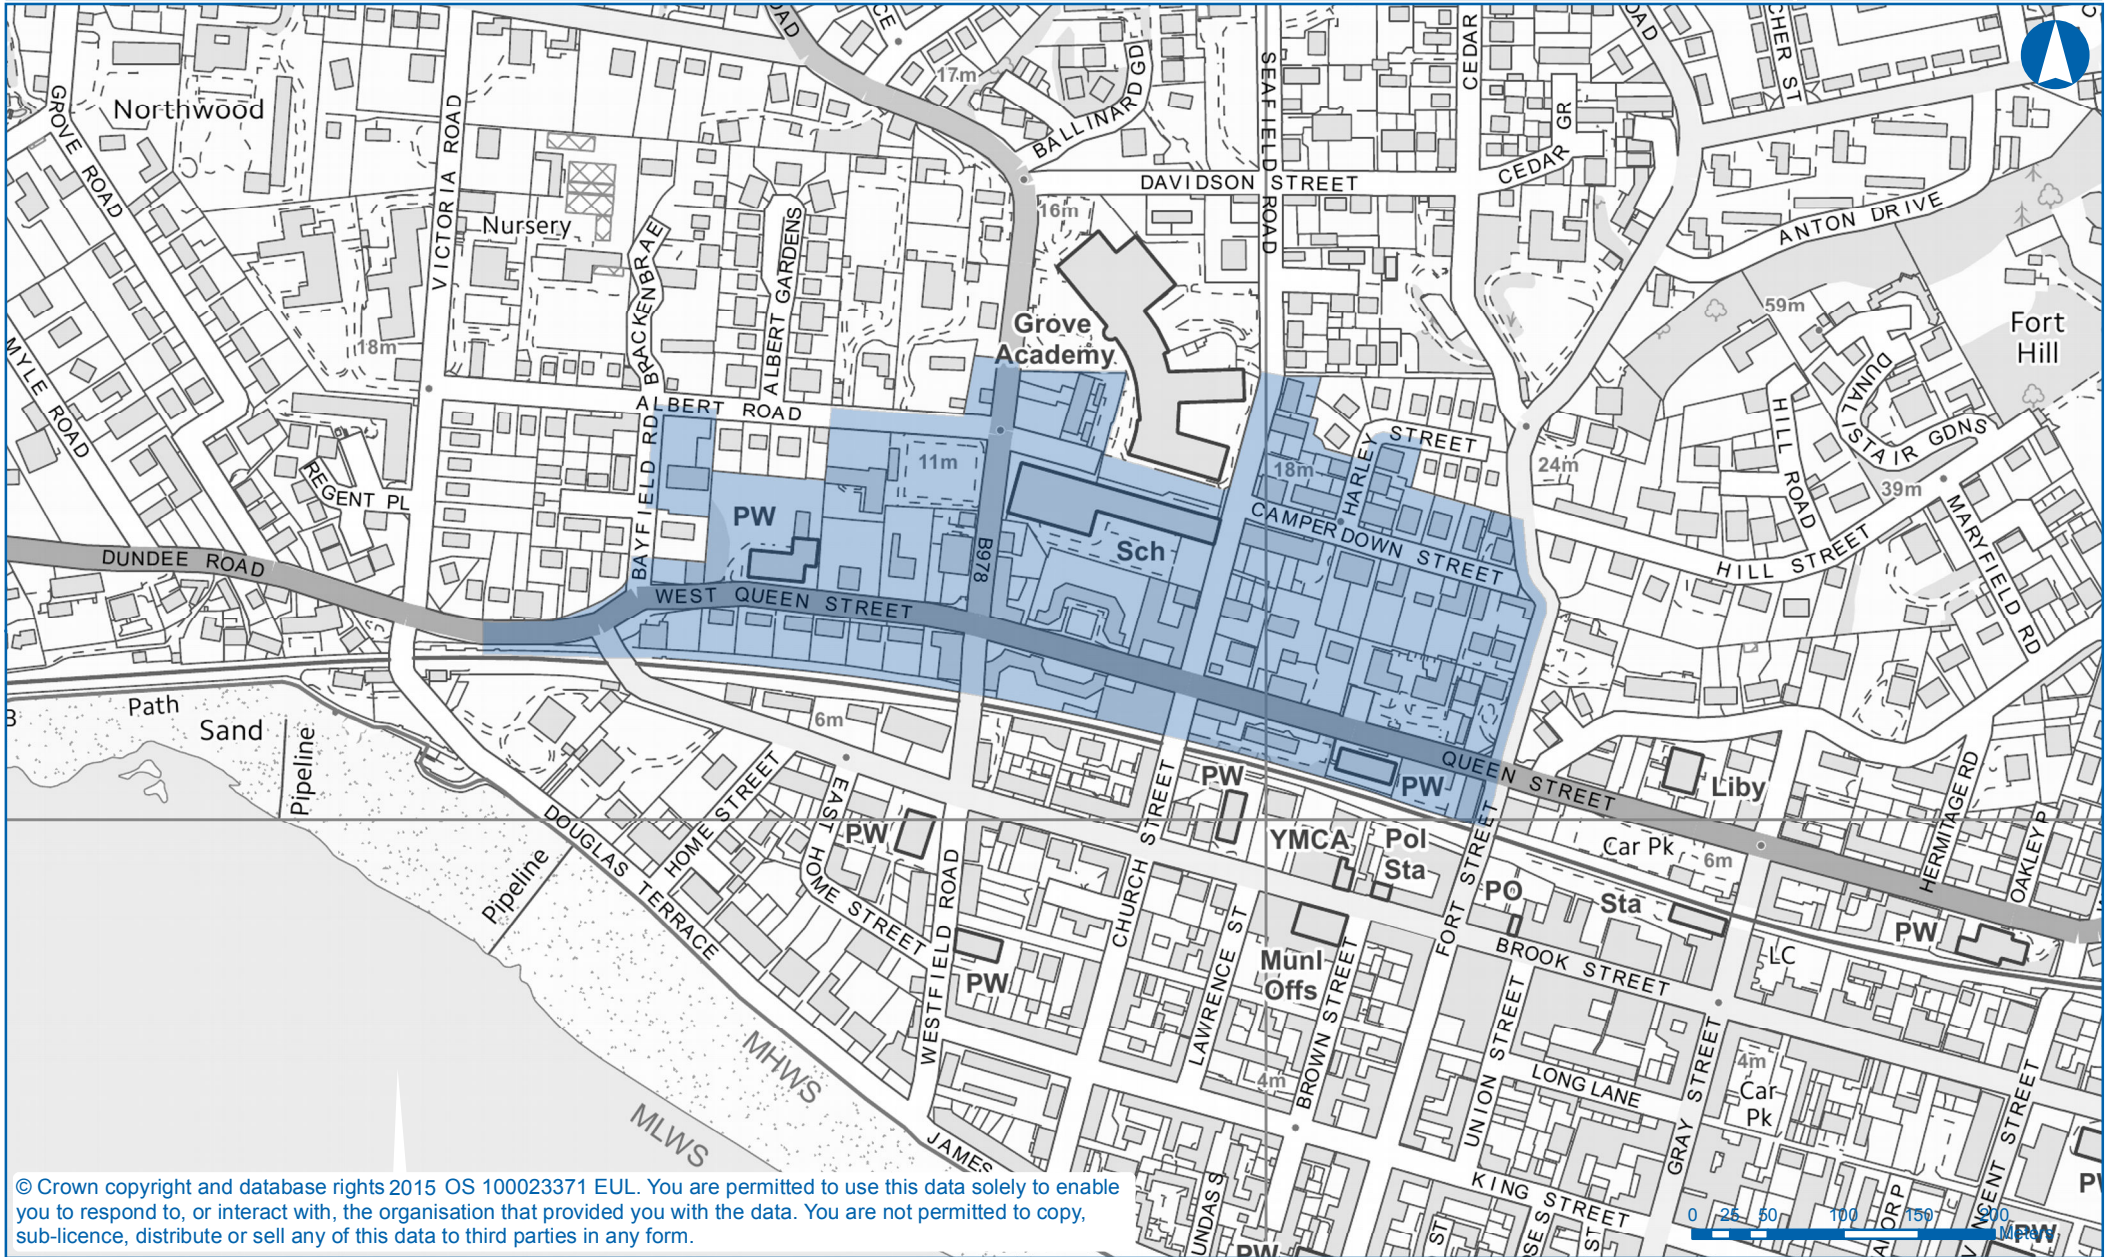 Northwood
GROVE ROAD
VICTORIA ROAD
Nursery
17m
BALLINARD GD
SEAFIELD ROAD
CEDAR
CEDAR GR
DAVIDSON STREET
16m
ANTON DRIVE
59m
Fort
Hill
BRACKENBRAE
ALBERT GARDENS
Grove
Academy
18m
MYLE ROAD
ALBERT ROAD
REGENT PL
BAYFIELD RD
11m
PW
B978
Sch
18m
HARLEY
STREET
CAMPERDOWN STREET
24m
HILL ROAD
DUNALISTAIR GDNS
39m
HILL STREET
MARYFIELD RD
DUNDEE ROAD
WEST QUEEN STREET
Path
Sand
Pipeline
6m
QUEEN STREET
PW
PW
Liby
HERMITAGE RD
OAKLEY P
DOUGLAS TERRACE
HOME STREET
EAST HOME STREET
PW
CHURCH STREET
YMCA
Pol
Sta
FORT STREET
Car Pk
6m
PO
Sta
PW
LC
Pipeline
WESTFIELD ROAD
PW
LAWRENCE ST
Munl
Offs
BROWN STREET
BROOK STREET
UNION STREET
GRAY STREET
MHWS
MLWS
4m
LONG LANE
4m
Car
Pk
JAMES
KING STREET
UNDAS S
PW
ST
PW
© Crown copyright and database rights 2015 OS 100023371 EUL. You are permitted to use this data solely to enable
you to respond to, or interact with, the organisation that provided you with the data. You are not permitted to copy,
sub-licence, distribute or sell any of this data to third parties in any form.
0 25 50 100 150 200
Meters